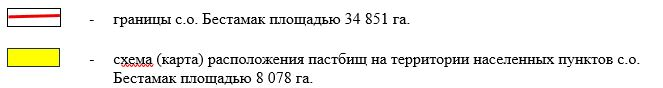 - границы с.о. Бестамак площадью 34 851 га.
- схема (карта) расположения пастбищ на территории населенных пунктов с.о.
Бестамак площадью 8 078 га.